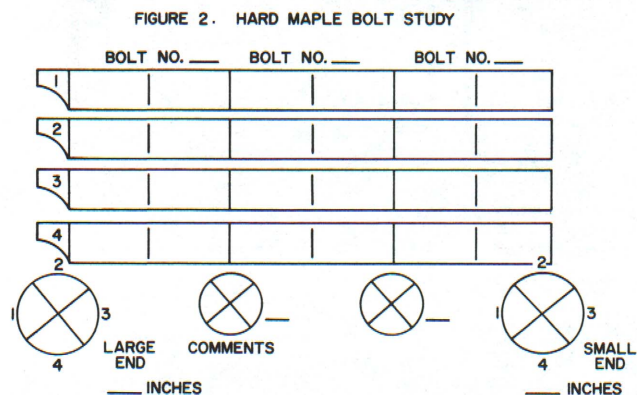 FIGURE 2. HARD MAPLE BOLT STUDY
BOLT NO. ___ BOLT NO. ___ BOLT NO. ___
1
2
3
4
2 2
1 3 1 3
LARGE END
COMMENTS
SMALL END
4 4
___ INCHES ___ INCHES